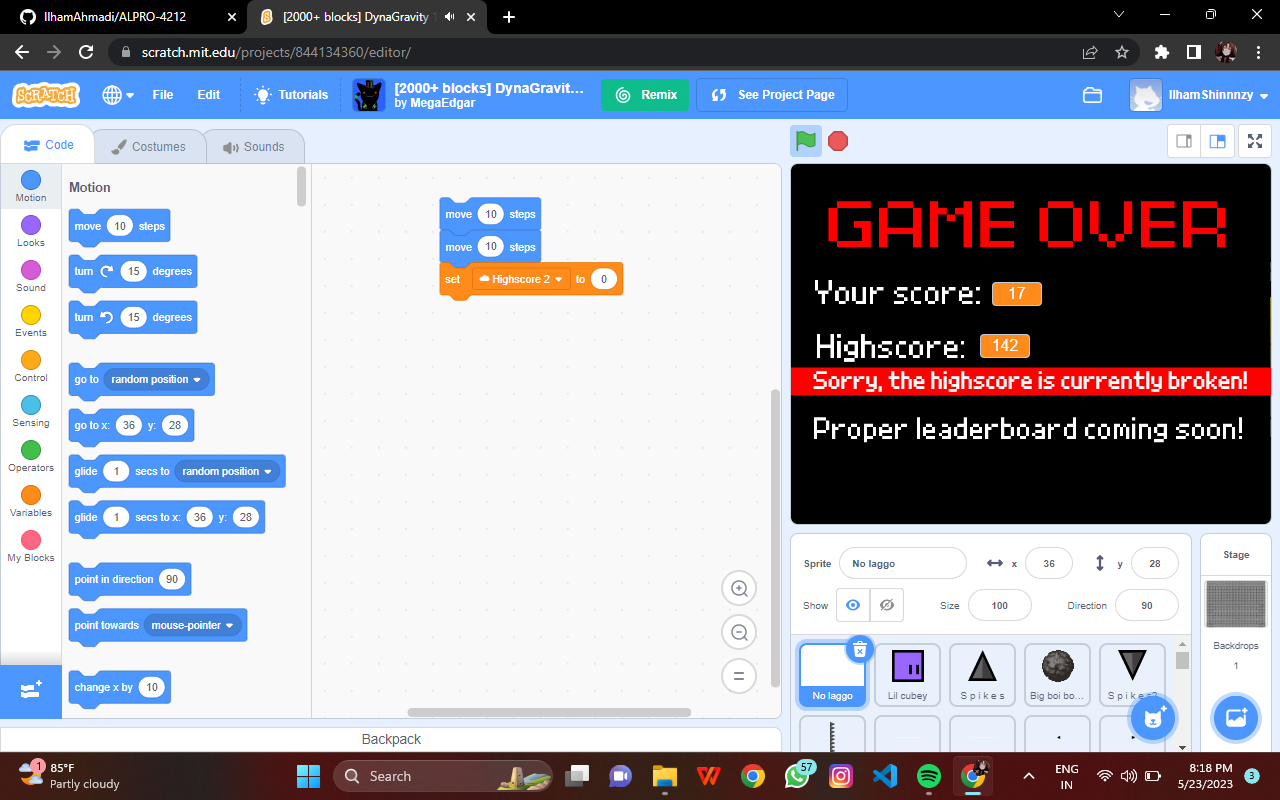 IlhamAhmadi/ALPRO-4212
[2000+ blocks] DynaGravity
scratch.mit.edu/projects/844134360/editor/
SCRATCH
File
Edit
Tutorials
[2000+ blocks] DynaGravit...
by MegaEdgar
Remix
See Project Page
IlhamShinnnzy
Code
Costumes
Sounds
Motion
Looks
Sound
Events
Control
Sensing
Operators
Variables
My Blocks
Motion
move 10 steps
turn 15 degrees
turn 15 degrees
go to random position
go to x: 36 y: 28
glide 1 secs to random position
glide 1 secs to x: 36 y: 28
point in direction 90
point towards mouse-pointer
change x by 10
move 10 steps
move 10 steps
set Highscore 2 to 0
Backpack
GAME OVER
Your score: 17
Highscore: 142
Sorry, the highscore is currently broken!
Proper leaderboard coming soon!
Sprite No laggo x 36 y 28
Show Size 100 Direction 90
No laggo
Lil cubey
S p i k e s
Big boi bo...
S p i k e s2
Stage
Backdrops
1
1
85°F
Partly cloudy
Search
57
ENG
IN
8:18 PM
5/23/2023
3